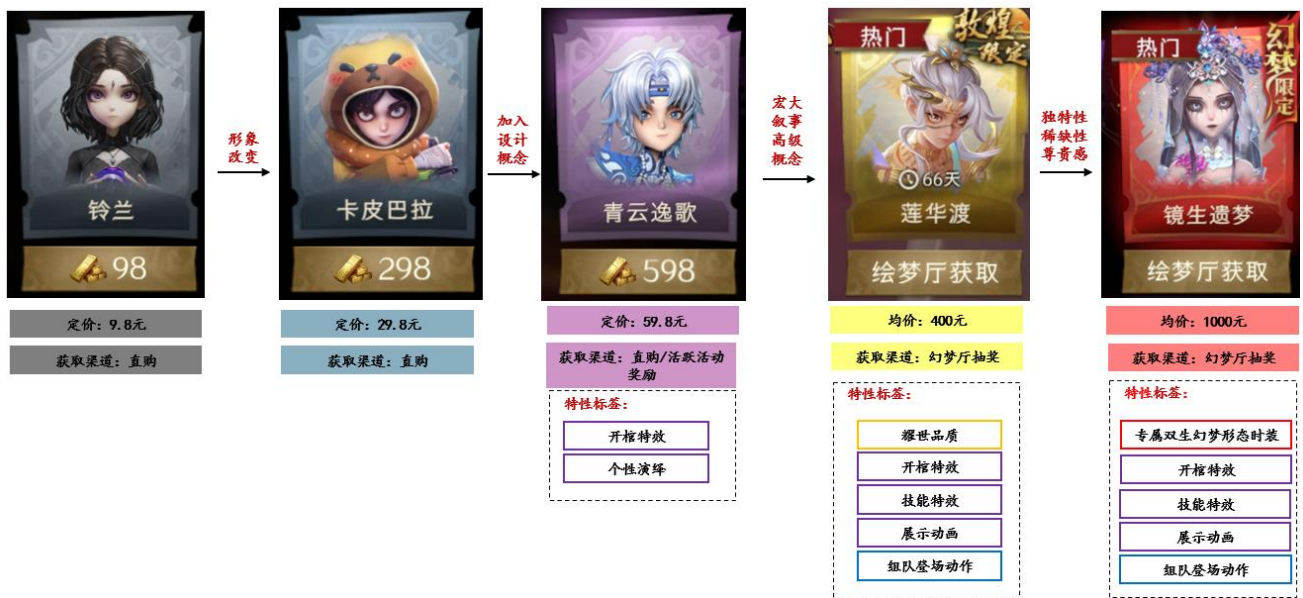 铃兰
98
定价：9.8元
获取渠道：直购
形象
改变
卡皮巴拉
298
定价：29.8元
获取渠道：直购
加入
设计
概念
青云逸歌
598
定价：59.8元
获取渠道：直购/活跃活动
奖励
特性标签：
开棺特效
个性演绎
宏大
叙事
高级
概念
热门
敦煌
限定
66天
莲华渡
绘梦厅获取
均价：400元
获取渠道：幻梦厅抽奖
特性标签：
耀世品质
开棺特效
技能特效
展示动画
组队登场动作
独特性
稀缺性
尊贵感
热门
幻梦限定
镜生遗梦
绘梦厅获取
均价：1000元
获取渠道：幻梦厅抽奖
特性标签：
专属双生幻梦形态时装
开棺特效
技能特效
展示动画
组队登场动作